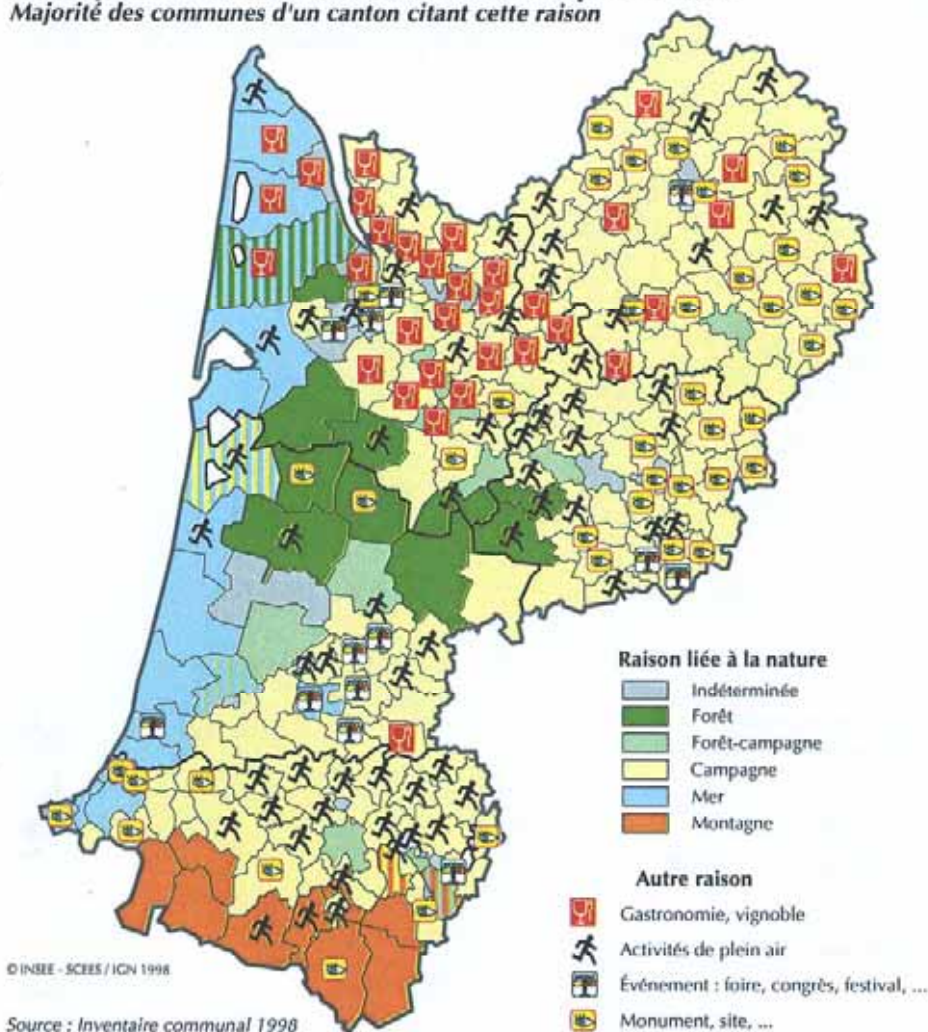 Majorité des communes d'un canton citant cette raison
Raison liée à la nature
Indéterminée
Forêt
Forêt-campagne
Campagne
Mer
Montagne
Autre raison
Gastronomie, vignoble
Activités de plein air
Événement : foire, congrès, festival, ...
Monument, site, ...
© INSEE - SCEES / IGN 1998
Source : Inventaire communal 1998